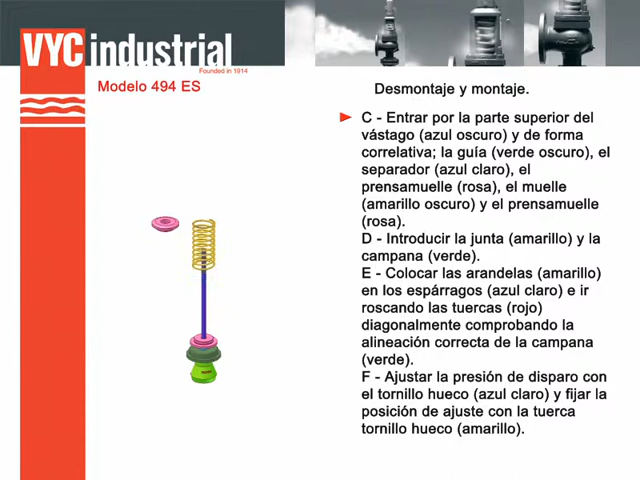 VYC industrial
Founded in 1914
Modelo 494 ES
Desmontaje y montaje.
C - Entrar por la parte superior del
vástago (azul oscuro) y de forma
correlativa; la guía (verde oscuro), el
separador (azul claro), el
prensamuelle (rosa), el muelle
(amarillo oscuro) y el prensamuelle
(rosa).
D - Introducir la junta (amarillo) y la
campana (verde).
E - Colocar las arandelas (amarillo)
en los espárragos (azul claro) e ir
roscando las tuercas (rojo)
diagonalmente comprobando la
alineación correcta de la campana
(verde).
F - Ajustar la presión de disparo con
el tornillo hueco (azul claro) y fijar la
posición de ajuste con la tuerca
tornillo hueco (amarillo).